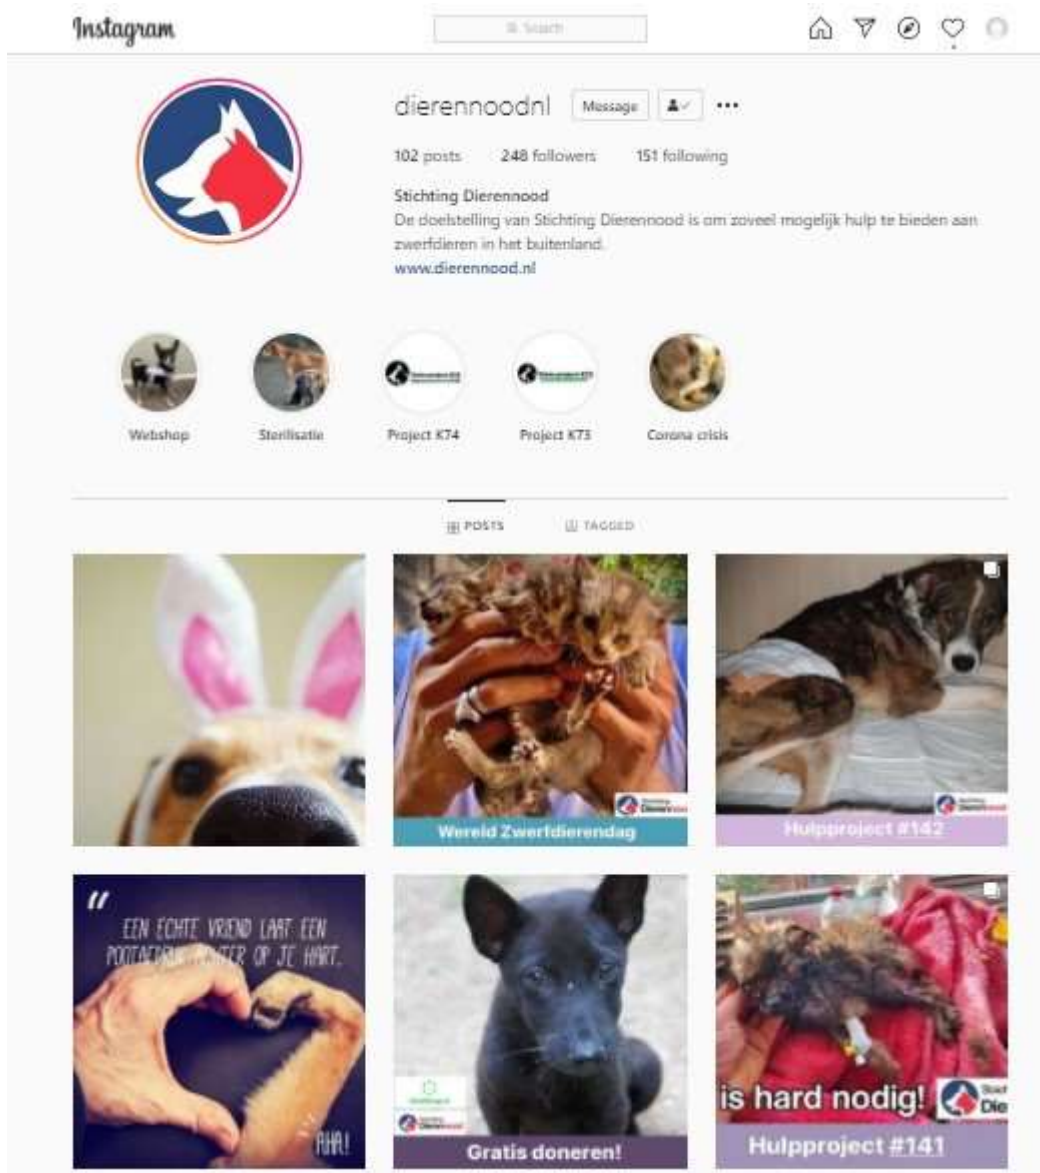 Instagram
Search
dierennoodnl Message
102 posts 248 followers 151 following
Stichting Dierennood
De doelstelling van Stichting Dierennood is om zoveel mogelijk hulp te bieden aan
zwerfdieren in het buitenland.
www.dierennood.nl
Webshop Sterilisatie Project K74 Project K73 Corona crisis
POSTS TAGGED
Wereld Zwerfdierendag
Hulpproject #142
“
EEN ECHTE VRIEND LAAT EEN
OP JE HART.
AHA!
Gratis doneren!
is hard nodig!
Die
Hulpproject #141